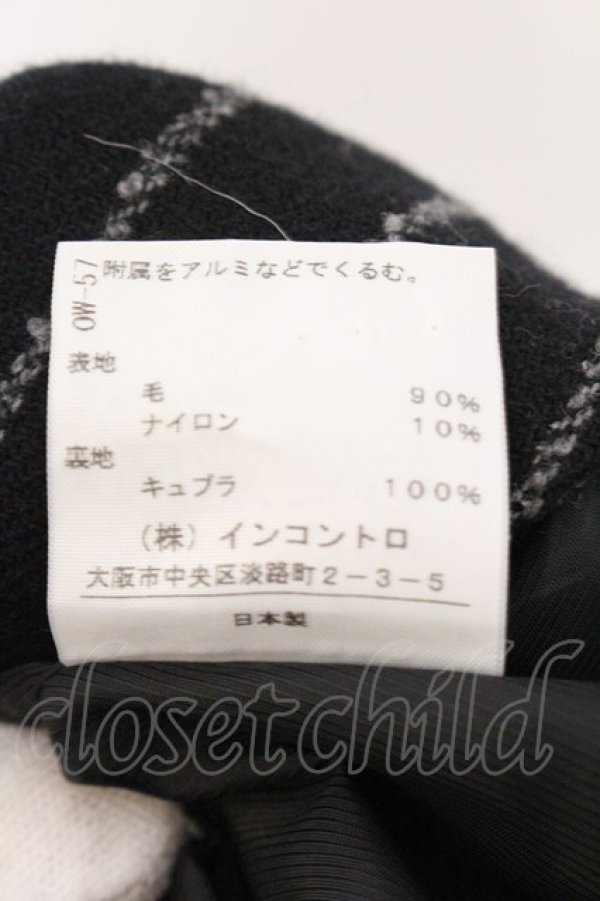 附属をアルミなどでくるむ。
OW-57
表地
毛 90%
ナイロン 10%
裏地
キュプラ 100%
(株)インコントロ
大阪市中央区淡路町2-3-5
日本製
closetchild